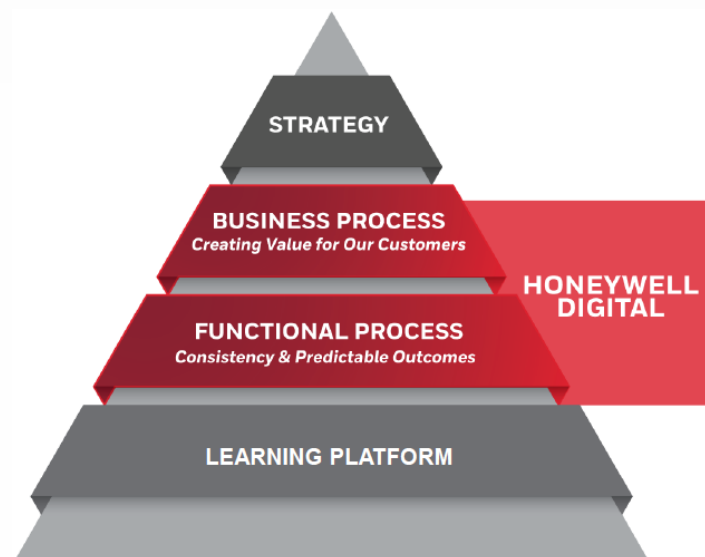 STRATEGY
BUSINESS PROCESS
Creating Value for Our Customers
HONEYWELL
DIGITAL
FUNCTIONAL PROCESS
Consistency & Predictable Outcomes
LEARNING PLATFORM